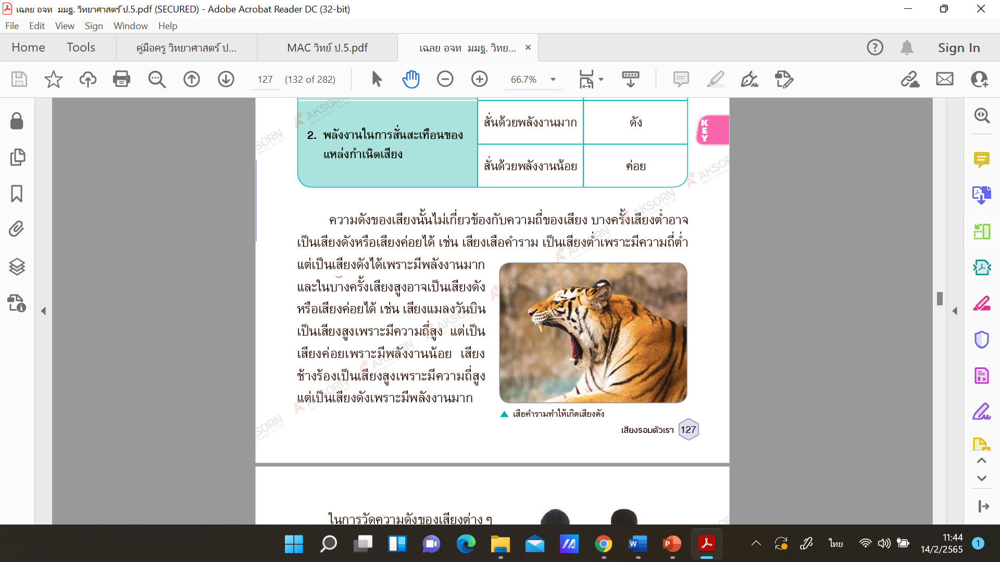 เฉลย อจท  มมฐ. วิทยาศาสตร์ ป.5.pdf (SECURED) - Adobe Acrobat Reader DC (32-bit)
File Edit View Sign Window Help
Home Tools คู่มือครู วิทยาศาสตร์ ป... MAC วิทย์ ป.5.pdf เฉลย อจท  มมฐ. วิทย... × Sign In
127 (132 of 282) 66.7%
สั่นด้วยพลังงานมาก ดัง
KEY
2. พลังงานในการสั่นสะเทือนของ
แหล่งกำเนิดเสียง
สั่นด้วยพลังงานน้อย ค่อย
ความดังของเสียงนั้นไม่เกี่ยวข้องกับความถี่ของเสียง บางครั้งเสียงต่ำอาจ
เป็นเสียงดังหรือเสียงค่อยได้ เช่น เสียงเสือคำราม เป็นเสียงต่ำเพราะมีความถี่ต่ำ
แต่เป็นเสียงดังได้เพราะมีพลังงานมาก
และในบางครั้งเสียงสูงอาจเป็นเสียงดัง
หรือเสียงค่อยได้ เช่น เสียงแมลงวันบิน
เป็นเสียงสูงเพราะมีความถี่สูง แต่เป็น
เสียงค่อยเพราะมีพลังงานน้อย เสียง
ช้างร้องเป็นเสียงสูงเพราะมีความถี่สูง
แต่เป็นเสียงดังเพราะมีพลังงานมาก
เสือคำรามทำให้เกิดเสียงดัง
เสียงรอบตัวเรา 127
ในการวัดความดังของเสียงต่าง ๆ
AKSORN
ไทย 11:44
14/2/2565 1